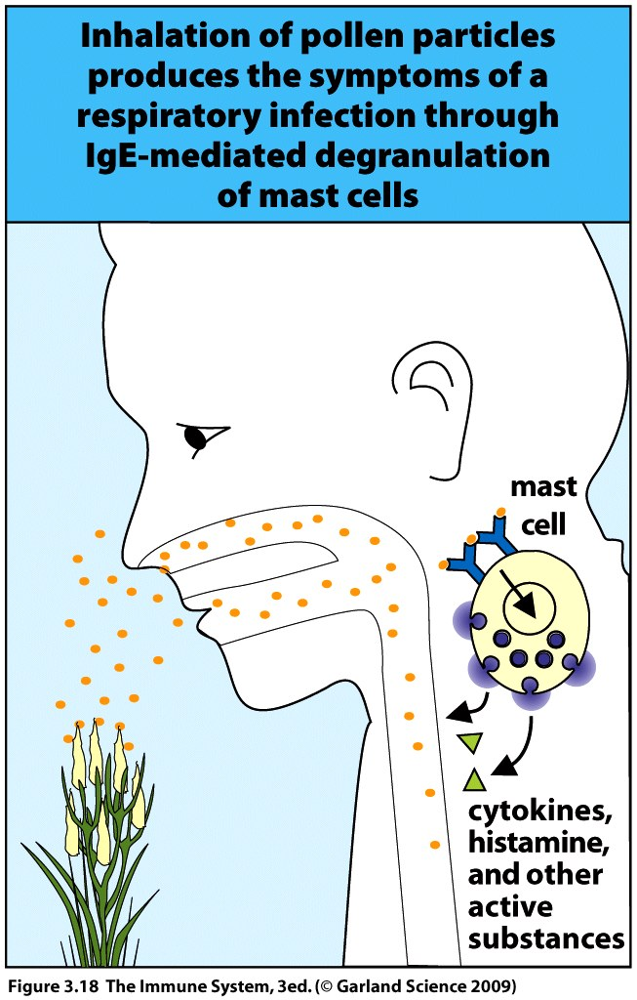 Inhalation of pollen particles
produces the symptoms of a
respiratory infection through
IgE-mediated degranulation
of mast cells
mast
cell
cytokines,
histamine,
and other
active
substances
Figure 3.18 The Immune System, 3ed. (© Garland Science 2009)